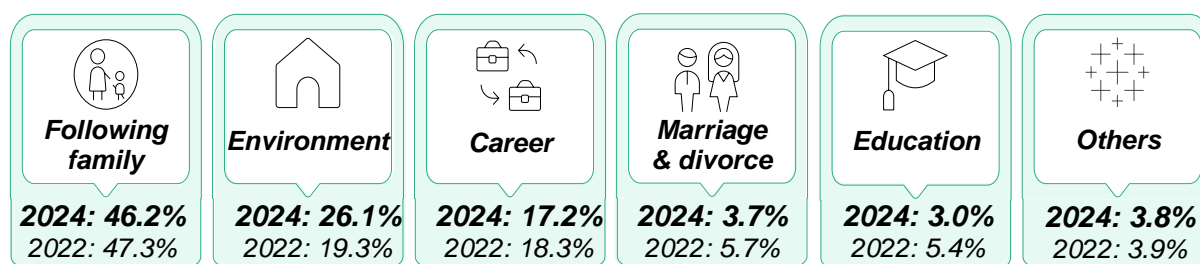 Following
family
2024: 46.2%
2022: 47.3%
Environment
2024: 26.1%
2022: 19.3%
Career
2024: 17.2%
2022: 18.3%
Marriage
& divorce
2024: 3.7%
2022: 5.7%
Education
2024: 3.0%
2022: 5.4%
Others
2024: 3.8%
2022: 3.9%